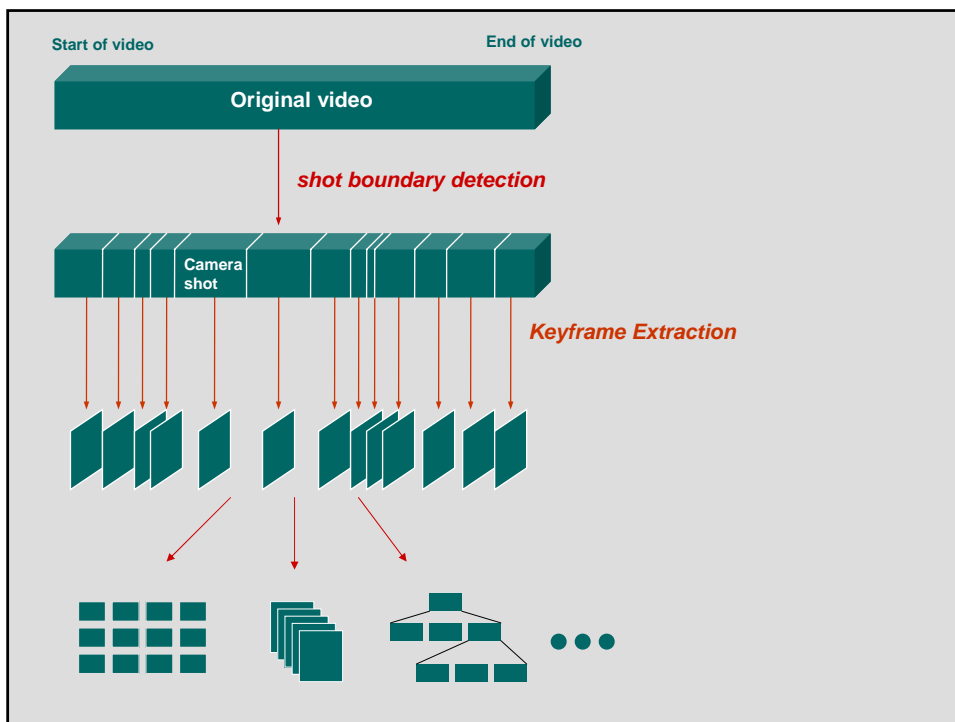 Start of video
End of video
Original video
shot boundary detection
Camera
shot
Keyframe Extraction